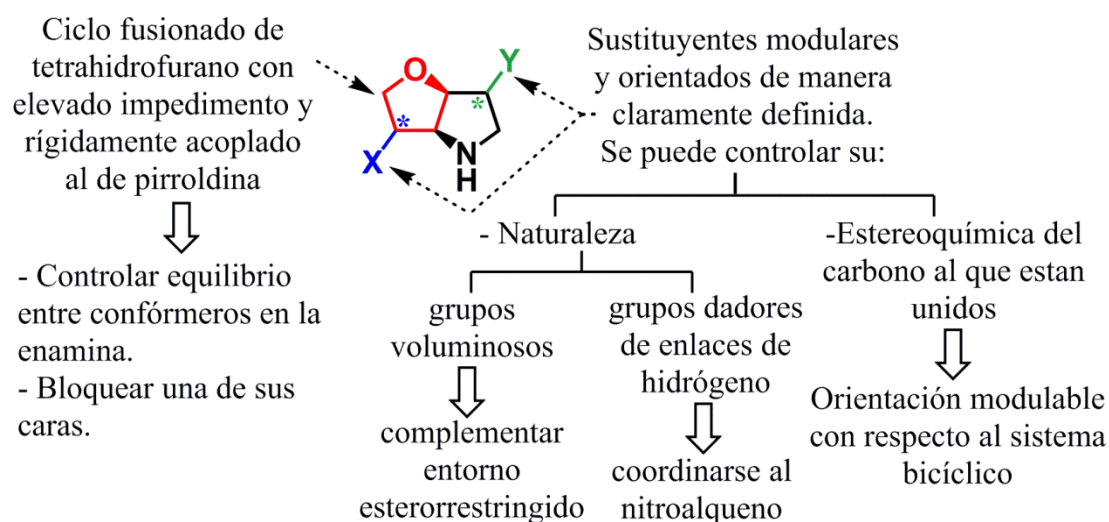 Ciclo fusionado de
tetrahidrofurano con
elevado impedimento y
rígidamente acoplado
al de pirroldina
- Controlar equilibrio
entre confórmeros en la
enamina.
- Bloquear una de sus
caras.
O
Y
*
*
X
N
H
Sustituyentes modulares
y orientados de manera
claramente definida.
Se puede controlar su:
- Naturaleza
grupos
voluminosos
complementar
entorno
esterorrestringido
grupos dadores
de enlaces de
hidrógeno
coordinarse al
nitroalqueno
-Estereoquímica del
carbono al que estan
unidos
Orientación modulable
con respecto al sistema
bicíclico